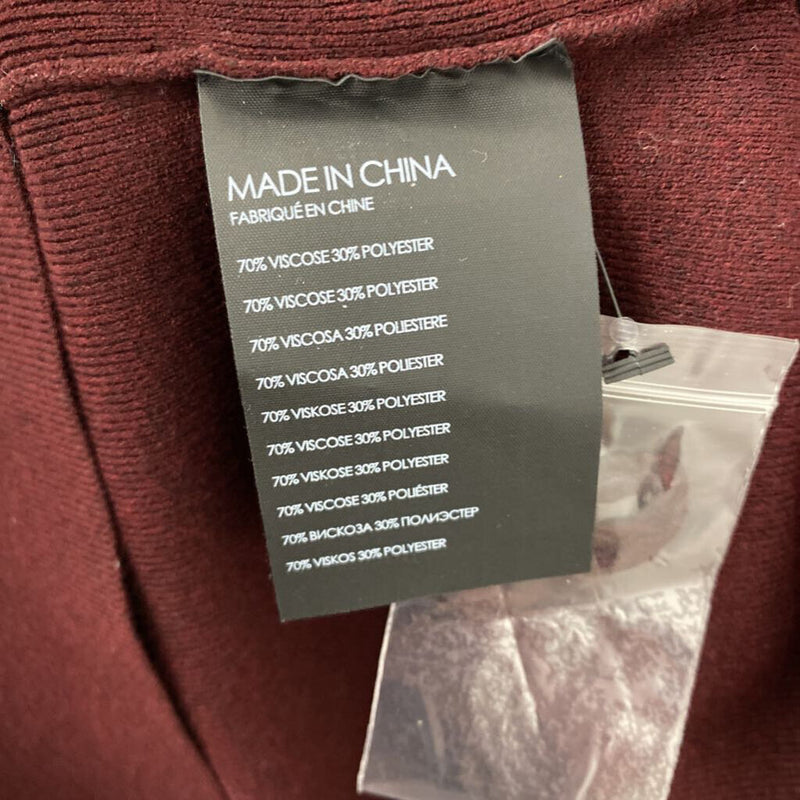 MADE IN CHINA
FABRIQUÉ EN CHINE
70% VISCOSE 30% POLYESTER
70% VISCOSE 30% POLYESTER
70% VISCOSA 30% POLIESTERE
70% VISCOSA 30% POLIESTER
70% VISKOSE 30% POLYESTER
70% VISCOSE 30% POLYESTER
70% VISKOSE 30% POLYESTER
70% VISCOSE 30% POLIÉSTER
70% ВИСКОЗА 30% ПОЛИЭСТЕР
70% VISKOS 30% POLYESTER